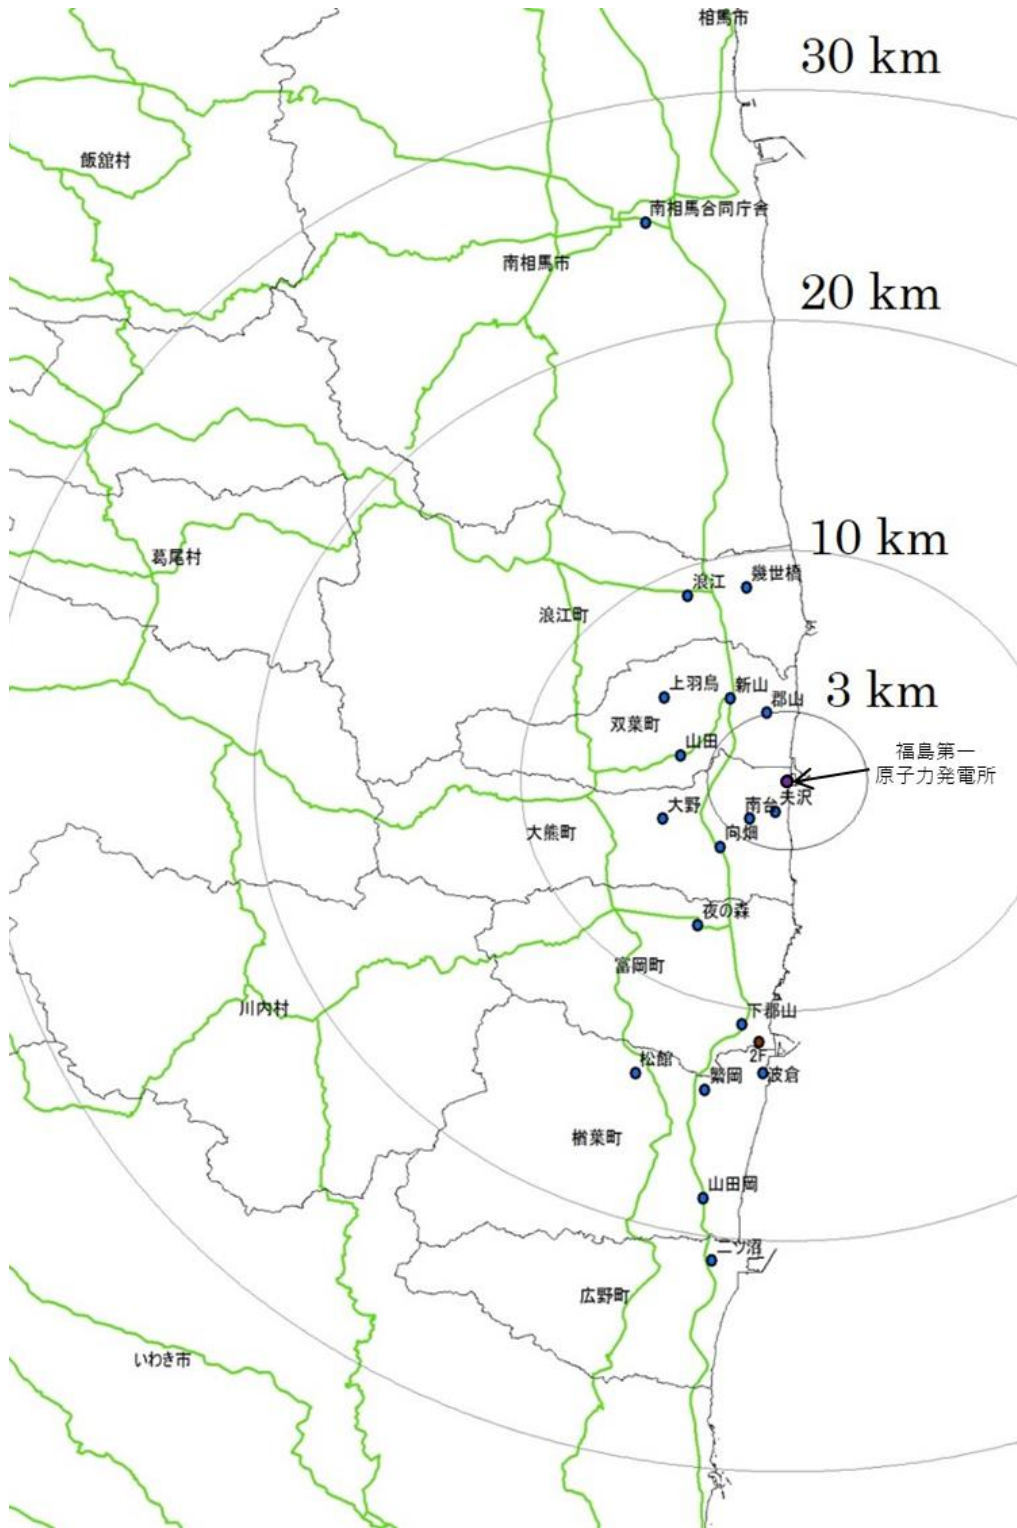 相馬市
30 km
飯舘村
南相馬合同庁舎
南相馬市
20 km
10 km
葛尾村
浪江
幾世橋
浪江町
上羽鳥
新山
3 km
郡山
双葉町
山田
福島第一
原子力発電所
夫沢
大野
南台
大熊町
向畑
夜の森
富岡町
川内村
下郡山
2F
松館
繁岡
波倉
楢葉町
山田岡
二ツ沼
広野町
いわき市